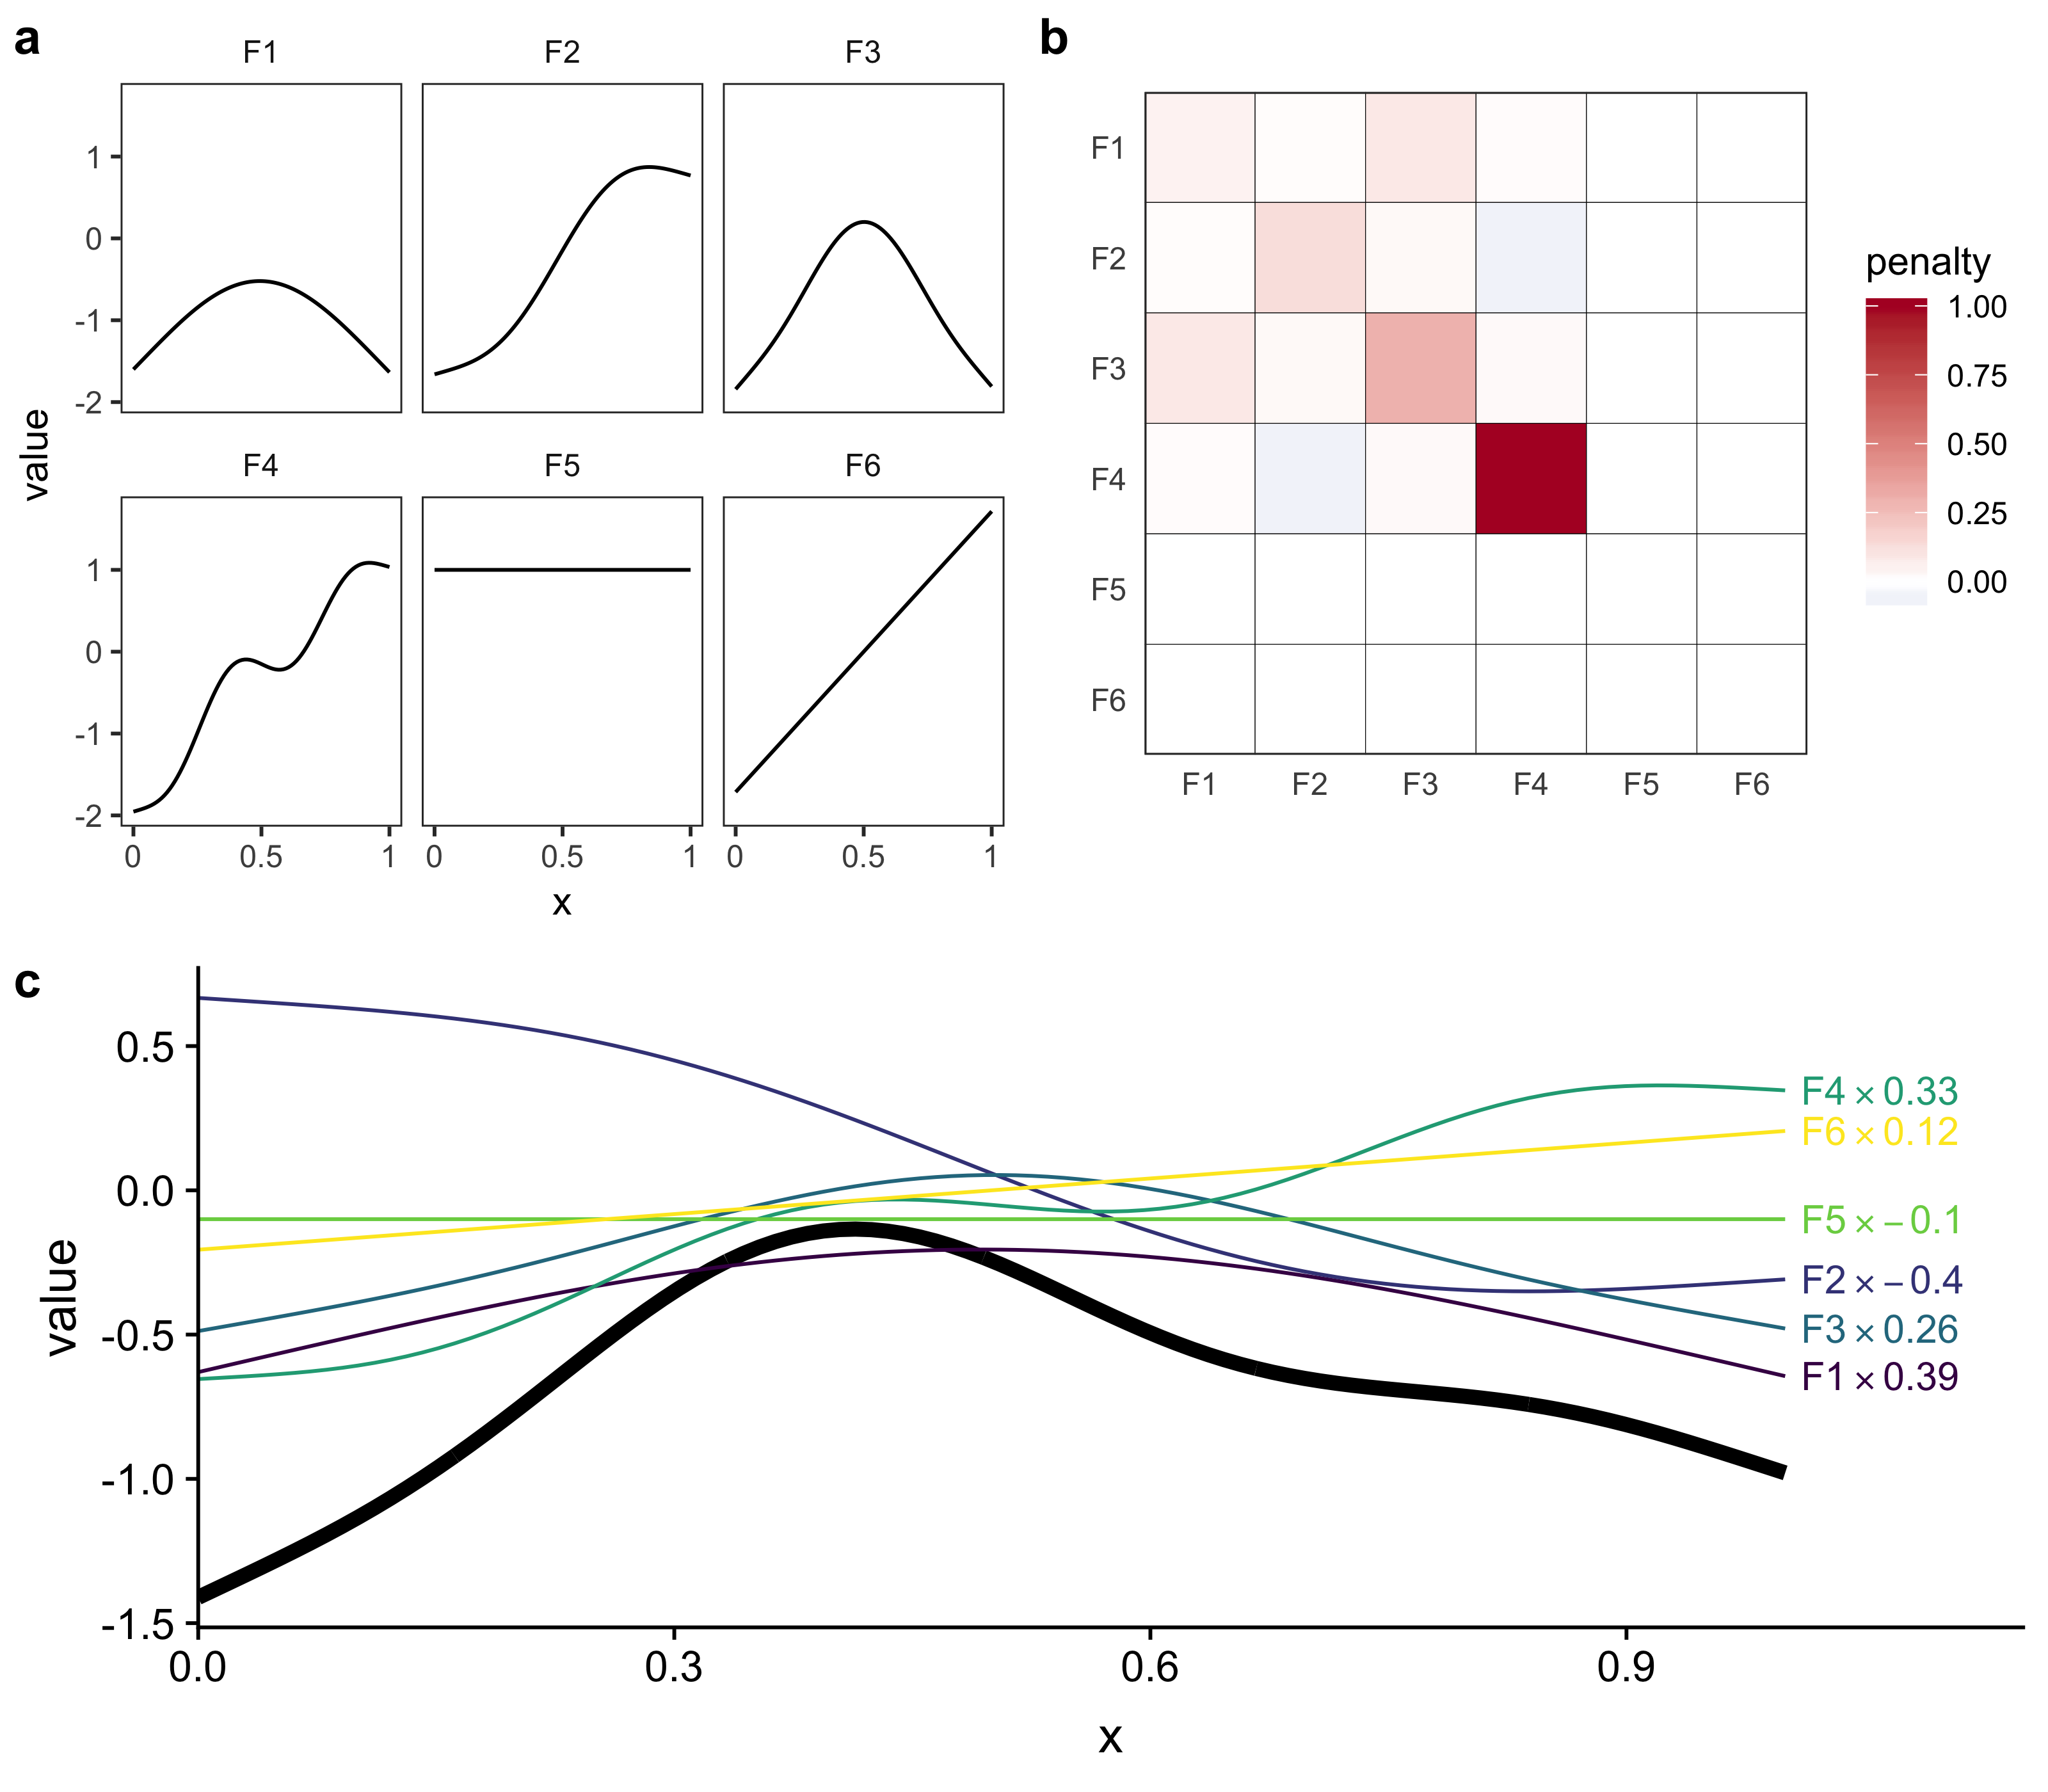 a
F1 F2 F3
1
0
-1
-2
value
F4 F5 F6
1
0
-1
-2
0 0.5 1 0 0.5 1 0 0.5 1
x
b
F1
F2
F3
F4
F5
F6
F1 F2 F3 F4 F5 F6
penalty
1.00
0.75
0.50
0.25
0.00
c
0.5
0.0
-0.5
-1.0
-1.5
value
F4 × 0.33
F6 × 0.12
F5 × −0.1
F2 × −0.4
F3 × 0.26
F1 × 0.39
0.0 0.3 0.6 0.9
x